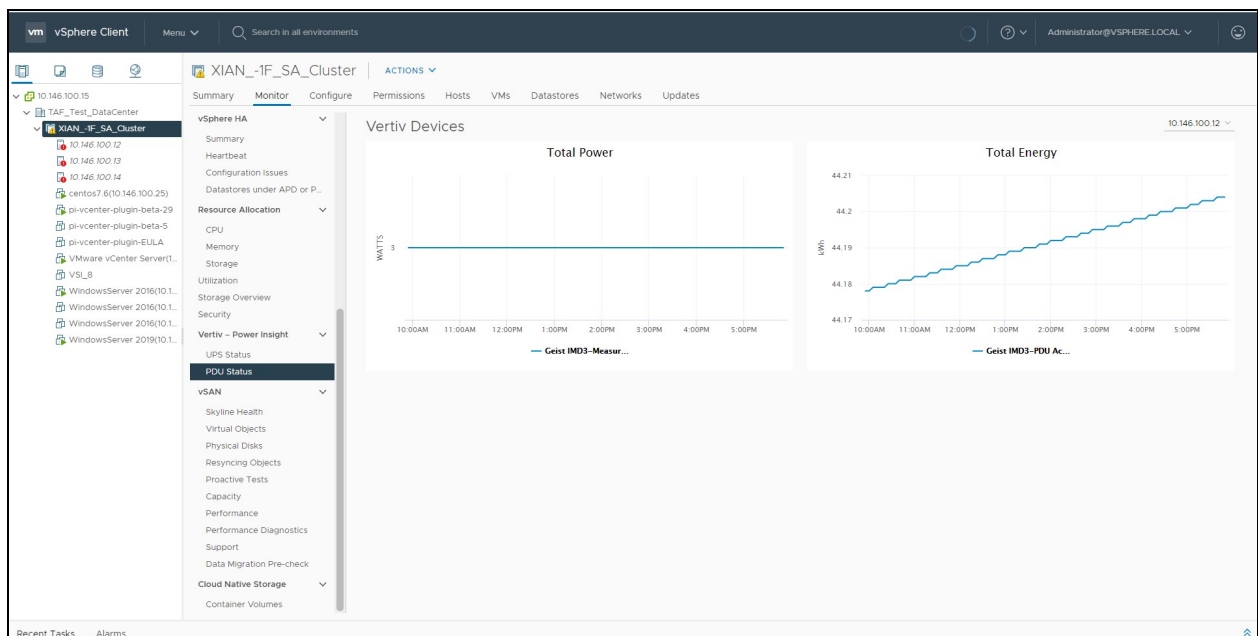 vm vSphere Client Menu Search in all environments Administrator@VSPHERE.LOCAL
10.146.100.15
TAF_Test_DataCenter
XIAN_-1F_SA_Cluster
10.146.100.12
10.146.100.13
10.146.100.14
centos7.6(10.146.100.25)
pi-vcenter-plugin-beta-29
pi-vcenter-plugin-beta-5
pi-vcenter-plugin-EULA
VMware vCenter Server(1...
VSI_8
WindowsServer 2016(10.1...
WindowsServer 2016(10.1...
WindowsServer 2016(10.1...
WindowsServer 2019(10.1...
XIAN_-1F_SA_Cluster ACTIONS
Summary Monitor Configure Permissions Hosts VMs Datastores Networks Updates
vSphere HA
Summary
Heartbeat
Configuration Issues
Datastores under APD or P...
Resource Allocation
CPU
Memory
Storage
Utilization
Storage Overview
Security
Vertiv – Power Insight
UPS Status
PDU Status
vSAN
Skyline Health
Virtual Objects
Physical Disks
Resyncing Objects
Proactive Tests
Capacity
Performance
Performance Diagnostics
Support
Data Migration Pre-check
Cloud Native Storage
Container Volumes
Vertiv Devices
10.146.100.12
Total Power
WATTS
3
10:00AM 11:00AM 12:00PM 1:00PM 2:00PM 3:00PM 4:00PM 5:00PM
Geist IMD3-Measur...
Total Energy
kWh
44.21
44.2
44.19
44.18
44.17
10:00AM 11:00AM 12:00PM 1:00PM 2:00PM 3:00PM 4:00PM 5:00PM
Geist IMD3-PDU Ac...
Recent Tasks Alarms